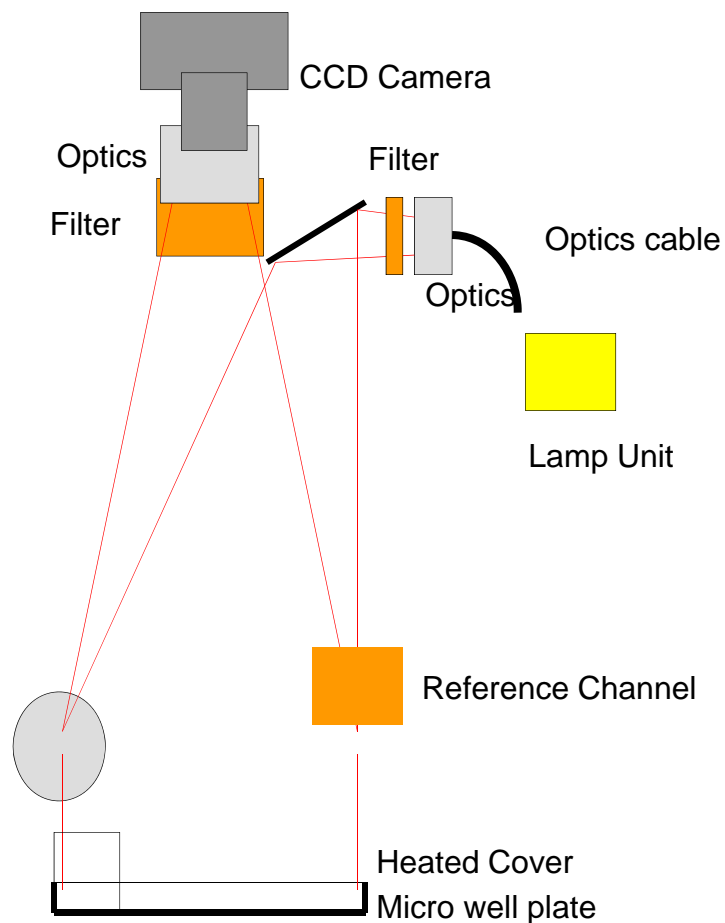 CCD Camera
Optics
Filter
Filter
Optics cable
Optics
Lamp Unit
Reference Channel
Heated Cover
Micro well plate